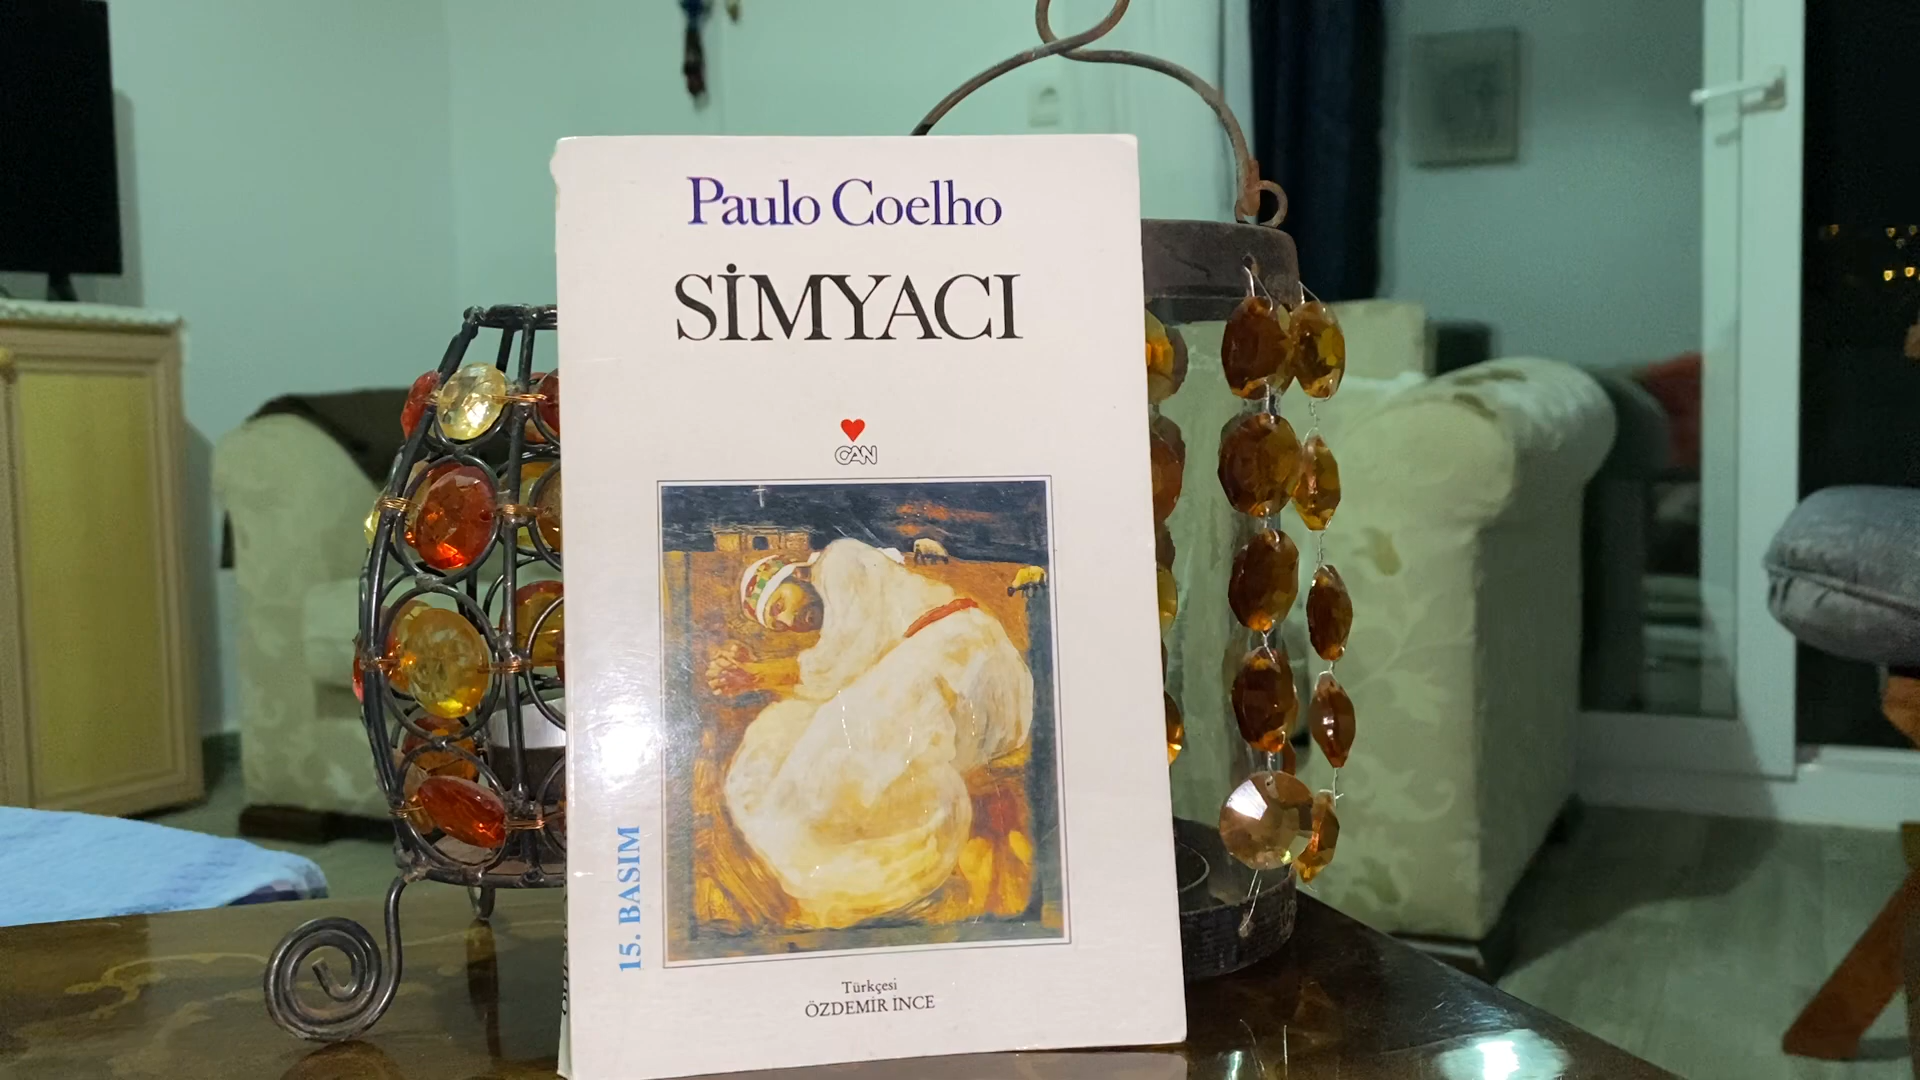 Paulo Coelho
SİMYACI
CAN
15. BASIM
Türkçesi
ÖZDEMİR İNCE